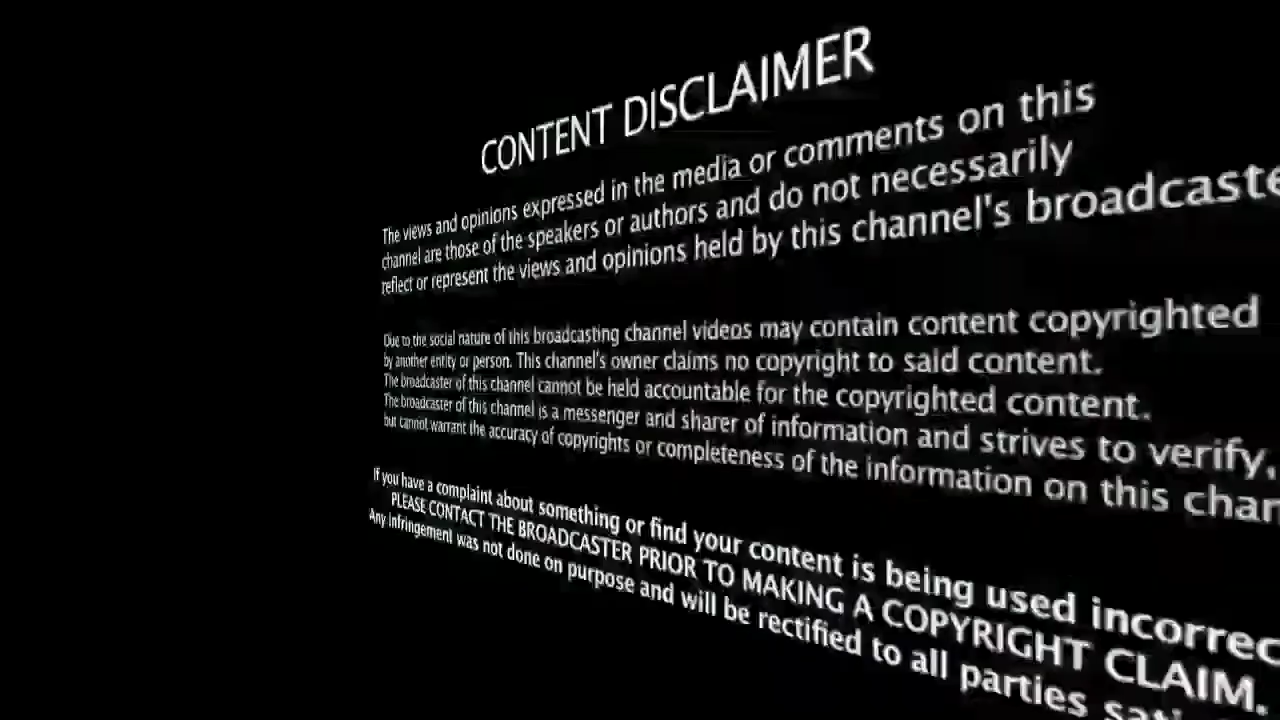 CONTENT DISCLAIMER
The views and opinions expressed in the media or comments on this
channel are those of the speakers or authors and do not necessarily
reflect or represent the views and opinions held by this channel's broadcaste
Due to the social nature of this broadcasting channel videos may contain content copyrighted
by another entity or person. This channel's owner claims no copyright to said content.
The broadcaster of this channel cannot be held accountable for the copyrighted content.
The broadcaster of this channel is a messenger and sharer of information and strives to verify,
but cannot warrant the accuracy of copyrights or completeness of the information on this chan
If you have a complaint about something or find your content is being used incorrec
PLEASE CONTACT THE BROADCASTER PRIOR TO MAKING A COPYRIGHT CLAIM.
Any Infringement was not done on purpose and will be rectified to all parties sati